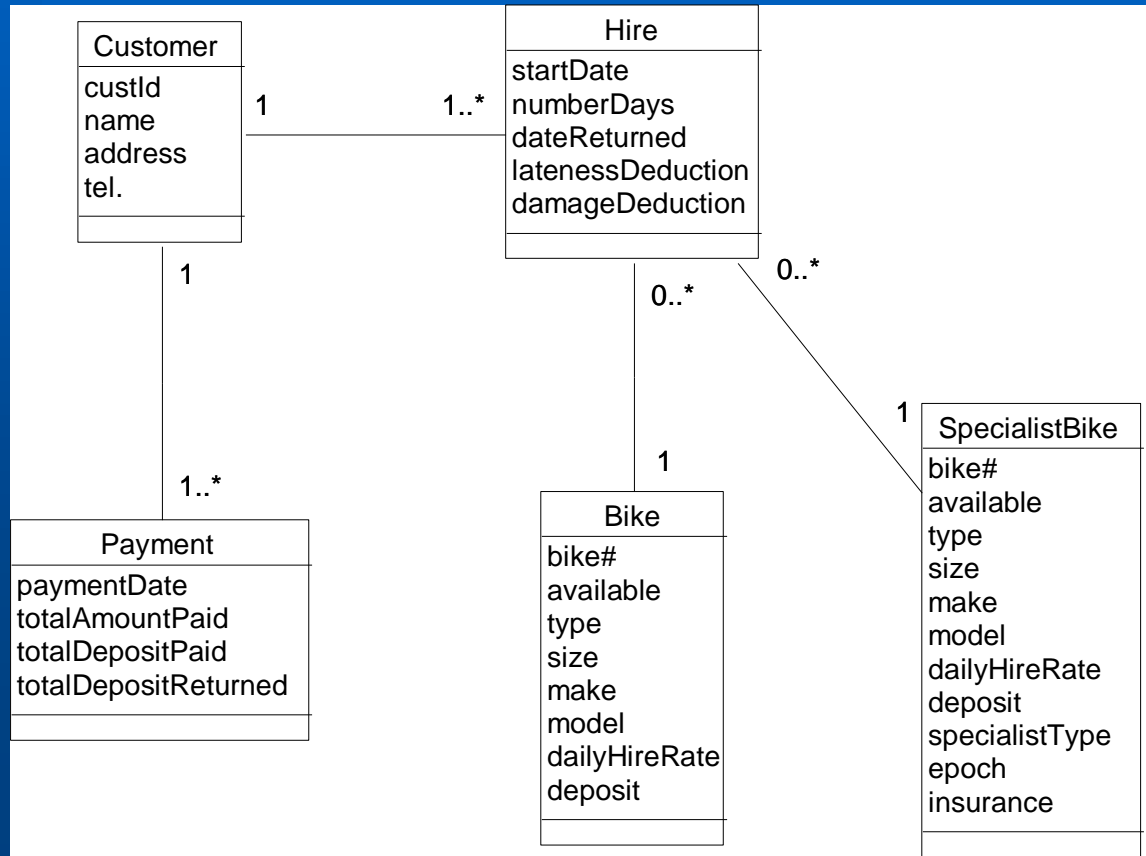 Customer
custId
name
address
tel.
1
1..*
Hire
startDate
numberDays
dateReturned
latenessDeduction
damageDeduction
1
1..*
0..*
1
0..*
1
Payment
paymentDate
totalAmountPaid
totalDepositPaid
totalDepositReturned
Bike
bike#
available
type
size
make
model
dailyHireRate
deposit
SpecialistBike
bike#
available
type
size
make
model
dailyHireRate
deposit
specialistType
epoch
insurance